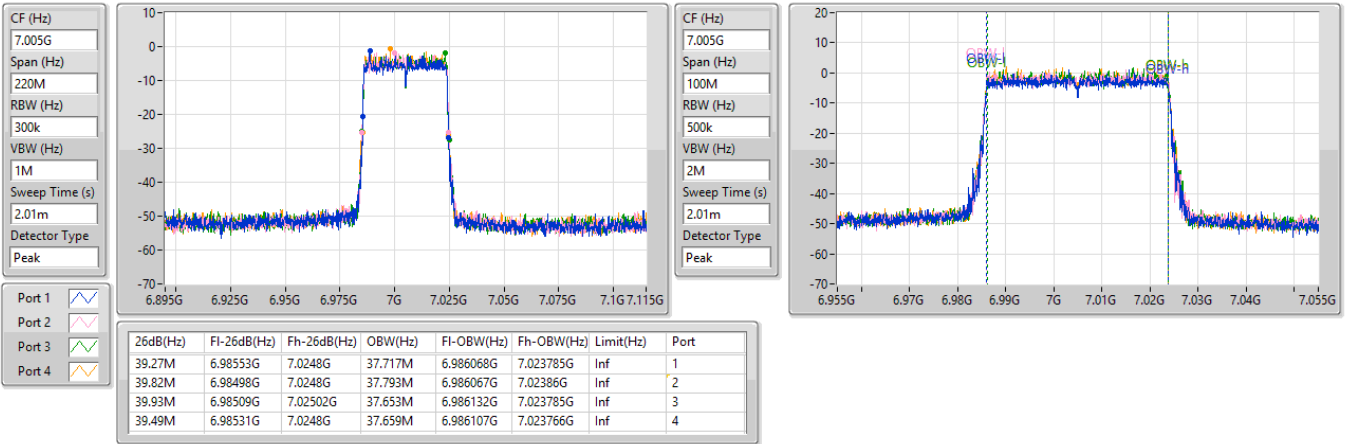 CF (Hz)
7.005G
Span (Hz)
220M
RBW (Hz)
300k
VBW (Hz)
1M
Sweep Time (s)
2.01m
Detector Type
Peak
10
0
-10
-20
-30
-40
-50
-60
-70
6.895G 6.925G 6.95G 6.975G 7G 7.025G 7.05G 7.075G 7.1G 7.115G
CF (Hz)
7.005G
Span (Hz)
100M
RBW (Hz)
500k
VBW (Hz)
2M
Sweep Time (s)
2.01m
Detector Type
Peak
20
10
0
-10
-20
-30
-40
-50
-60
-70
OBW-l
OBW-h
6.955G 6.97G 6.98G 6.99G 7G 7.01G 7.02G 7.03G 7.04G 7.055G
Port 1
Port 2
Port 3
Port 4
26dB(Hz) Fl-26dB(Hz) Fh-26dB(Hz) OBW(Hz) Fl-OBW(Hz) Fh-OBW(Hz) Limit(Hz) Port
39.27M 6.98553G 7.0248G 37.717M 6.986068G 7.023785G Inf 1
39.82M 6.98498G 7.0248G 37.793M 6.986067G 7.02386G Inf 2
39.93M 6.98509G 7.02502G 37.653M 6.986132G 7.023785G Inf 3
39.49M 6.98531G 7.0248G 37.659M 6.986107G 7.023766G Inf 4